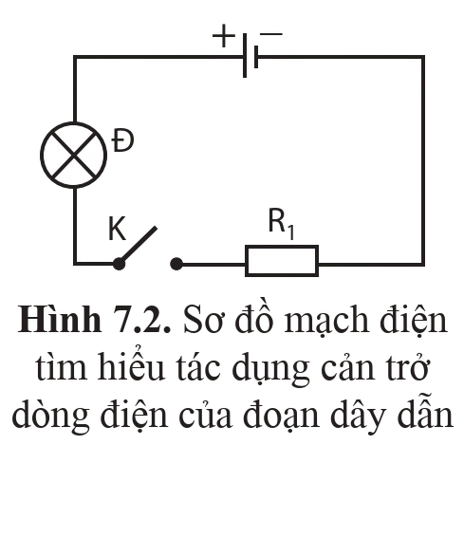 + −
Đ
K
R₁
Hình 7.2. Sơ đồ mạch điện
tìm hiểu tác dụng cản trở
dòng điện của đoạn dây dẫn